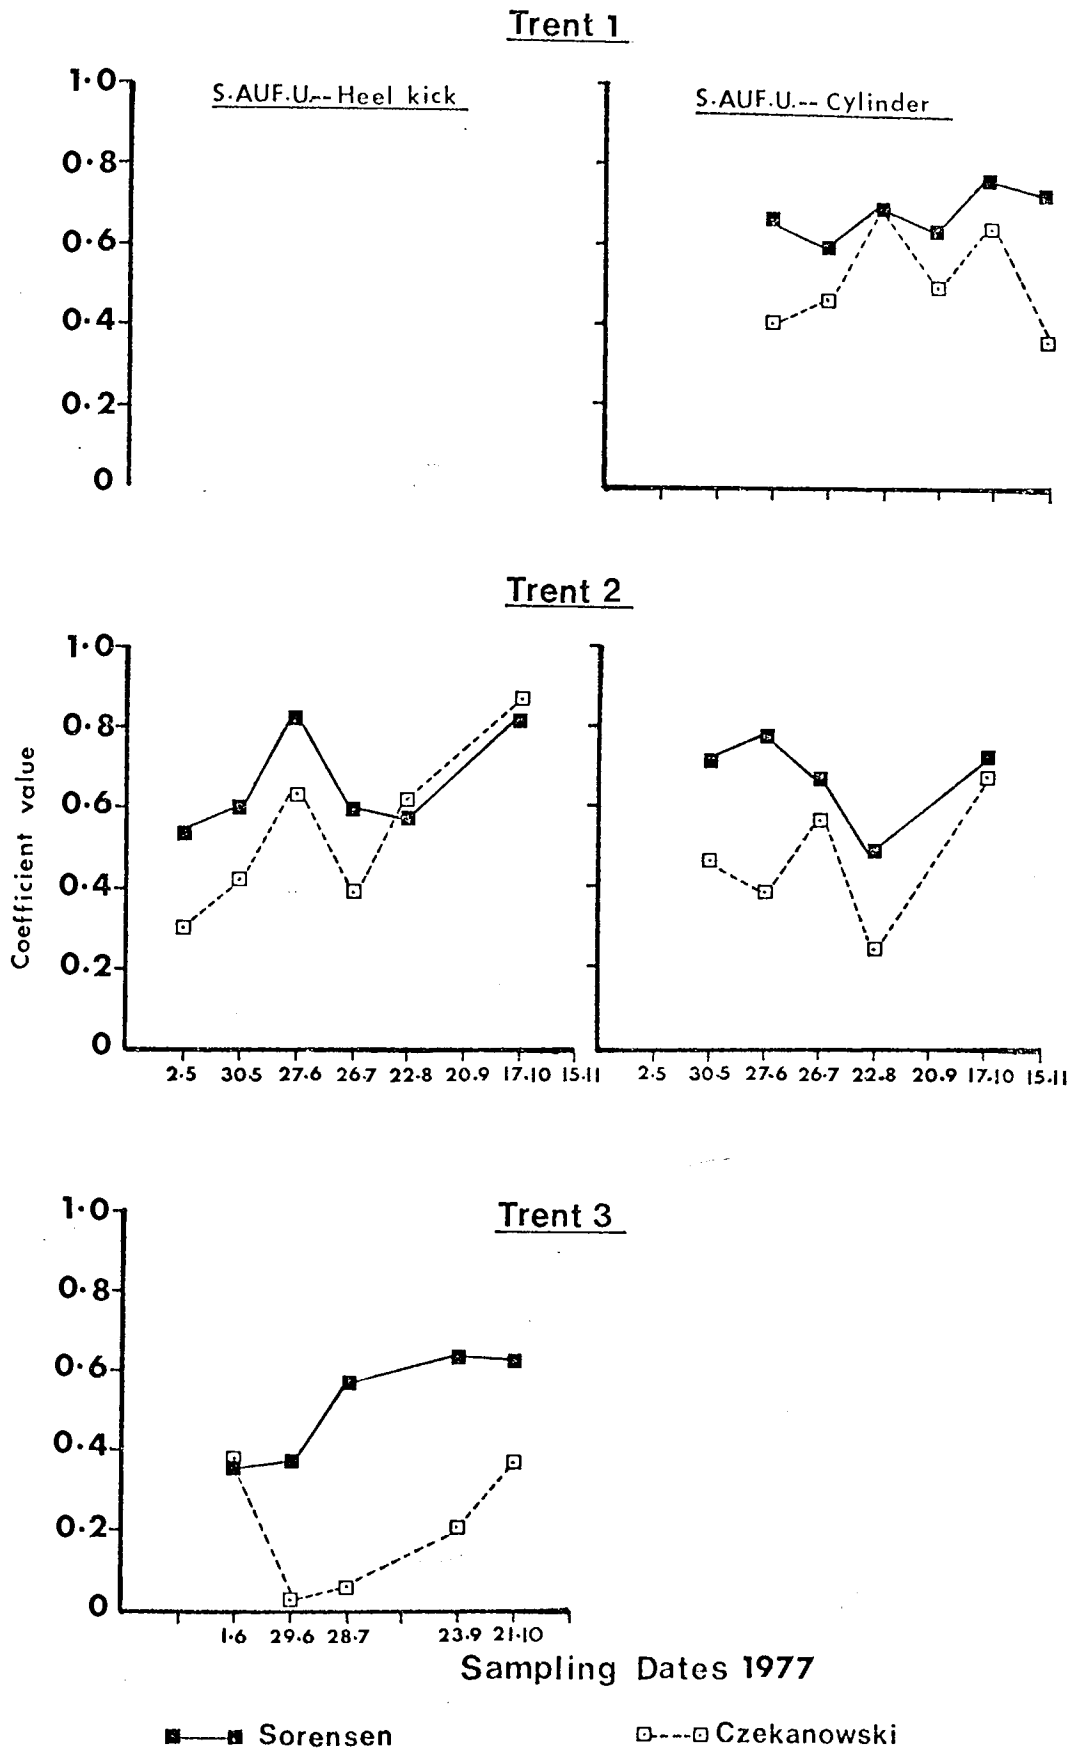 Trent 1
S.AUF.U.-- Heel kick
S.AUF.U.-- Cylinder
1·0
0·8
0·6
0·4
0·2
0
Trent 2
Coefficient value
1·0
0·8
0·6
0·4
0·2
0
2·5 30·5 27·6 26·7 22·8 20·9 17·10 15·11
2·5 30·5 27·6 26·7 22·8 20·9 17·10 15·11
Trent 3
1·0
0·8
0·6
0·4
0·2
0
1·6 29·6 28·7 23·9 21·10
Sampling Dates 1977
Sorensen
Czekanowski